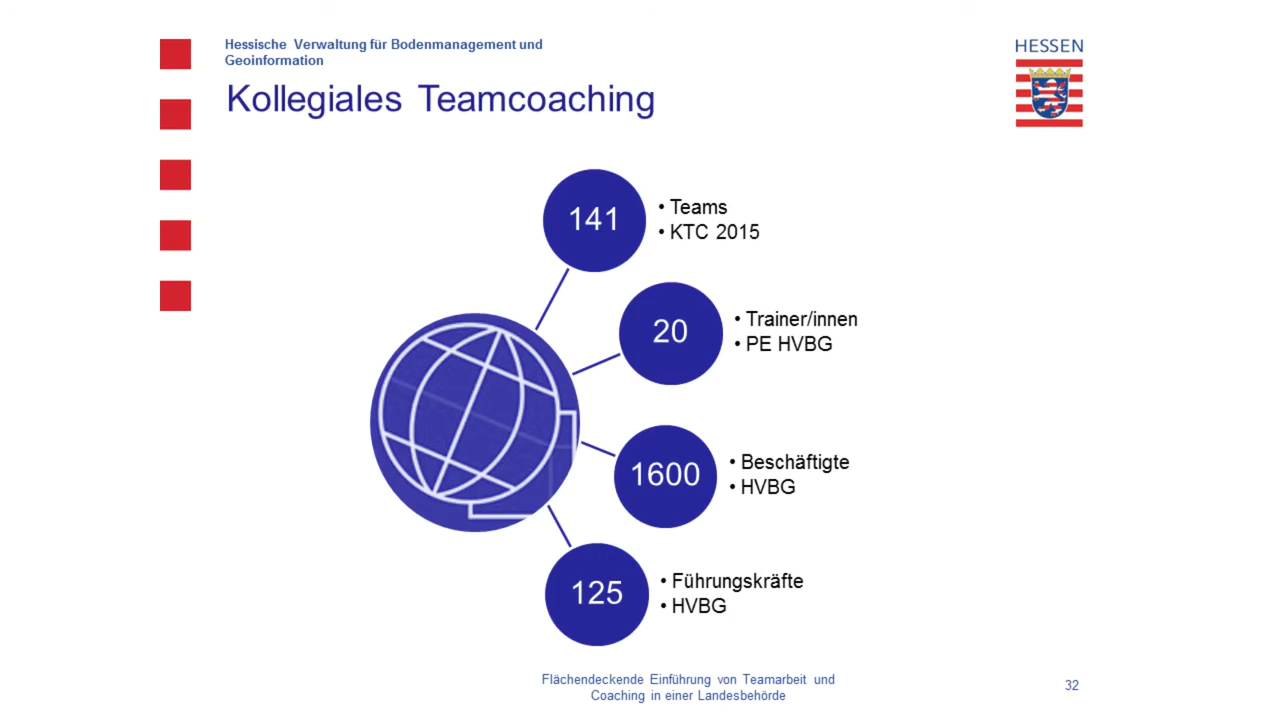 Hessische Verwaltung für Bodenmanagement und
Geoinformation
HESSEN
Kollegiales Teamcoaching
141
• Teams
• KTC 2015
20
• Trainer/innen
• PE HVBG
1600
• Beschäftigte
• HVBG
125
• Führungskräfte
• HVBG
Flächendeckende Einführung von Teamarbeit und
Coaching in einer Landesbehörde
32